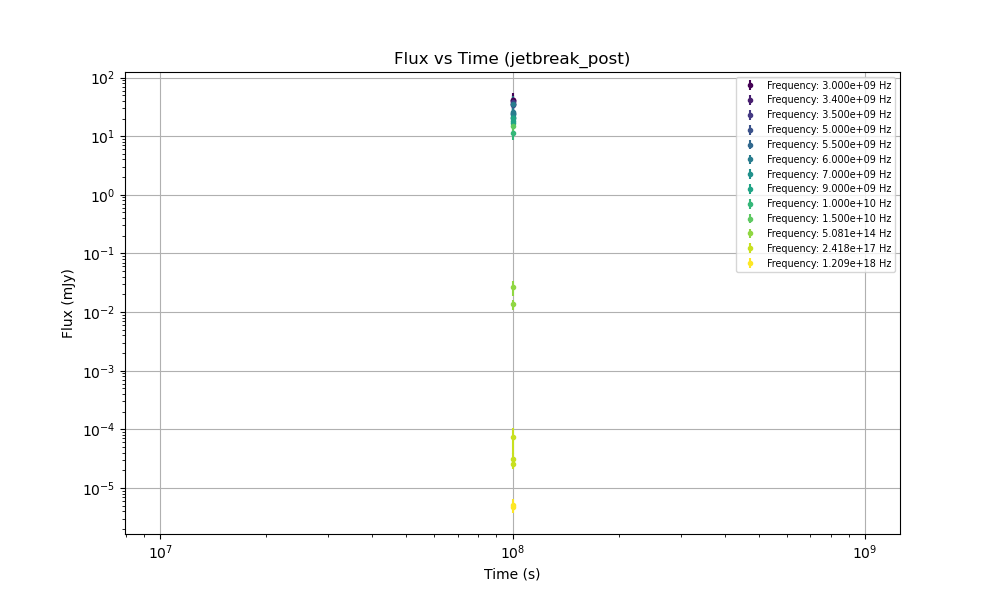 Flux vs Time (jetbreak_post)
Flux (mJy)
10²
10¹
10⁰
10⁻¹
10⁻²
10⁻³
10⁻⁴
10⁻⁵
Frequency: 3.000e+09 Hz
Frequency: 3.400e+09 Hz
Frequency: 3.500e+09 Hz
Frequency: 5.000e+09 Hz
Frequency: 5.500e+09 Hz
Frequency: 6.000e+09 Hz
Frequency: 7.000e+09 Hz
Frequency: 9.000e+09 Hz
Frequency: 1.000e+10 Hz
Frequency: 1.500e+10 Hz
Frequency: 5.081e+14 Hz
Frequency: 2.418e+17 Hz
Frequency: 1.209e+18 Hz
10⁷ 10⁸ 10⁹
Time (s)